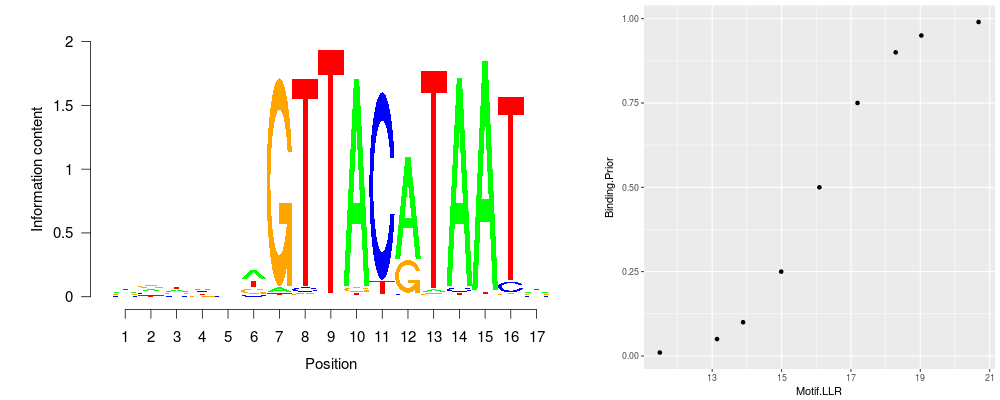 2
1.5
1
0.5
0
Information content
GTTACATAAT
G
1 2 3 4 5 6 7 8 9 10 11 12 13 14 15 16 17
Position
1.00
0.75
0.50
0.25
0.00
Binding.Prior
13 15 17 19 21
Motif.LLR